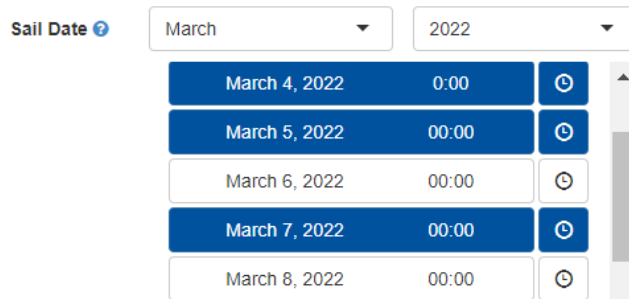 Sail Date ? March 2022
March 4, 2022 0:00
March 5, 2022 00:00
March 6, 2022 00:00
March 7, 2022 00:00
March 8, 2022 00:00